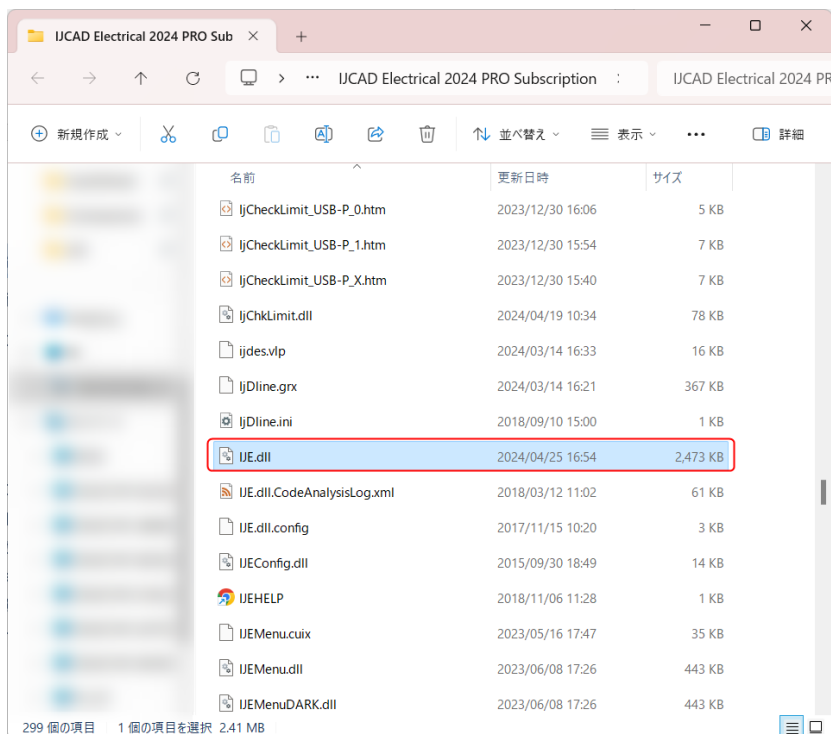 IJCAD Electrical 2024 PRO Sub
IJCAD Electrical 2024 PRO Subscription
IJCAD Electrical 2024 PR
新規作成 並べ替え 表示 詳細
名前 更新日時 サイズ
IjCheckLimit_USB-P_0.htm 2023/12/30 16:06 5 KB
IjCheckLimit_USB-P_1.htm 2023/12/30 15:54 7 KB
IjCheckLimit_USB-P_X.htm 2023/12/30 15:40 7 KB
IjChkLimit.dll 2024/04/19 10:34 78 KB
ijdes.vlp 2024/03/14 16:33 16 KB
IjDline.grx 2024/03/14 16:21 367 KB
IjDline.ini 2018/09/10 15:00 1 KB
IJE.dll 2024/04/25 16:54 2,473 KB
IJE.dll.CodeAnalysisLog.xml 2018/03/12 11:02 61 KB
IJE.dll.config 2017/11/15 10:20 3 KB
IJEConfig.dll 2015/09/30 18:49 14 KB
IJEHELP 2018/11/06 11:28 1 KB
IJEMenu.cuix 2023/05/16 17:47 35 KB
IJEMenu.dll 2023/06/08 17:26 443 KB
IJEMenuDARK.dll 2023/06/08 17:26 443 KB
299 個の項目 1 個の項目を選択 2.41 MB